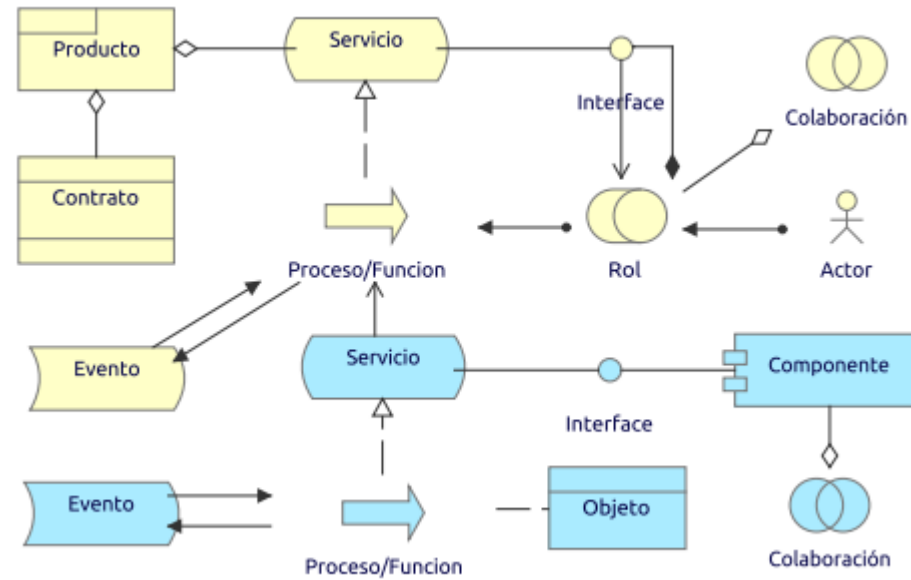 Producto
Servicio
Interface
Colaboración
Contrato
Proceso/Funcion
Rol
Actor
Evento
Servicio
Componente
Interface
Evento
Objeto
Proceso/Funcion
Colaboración